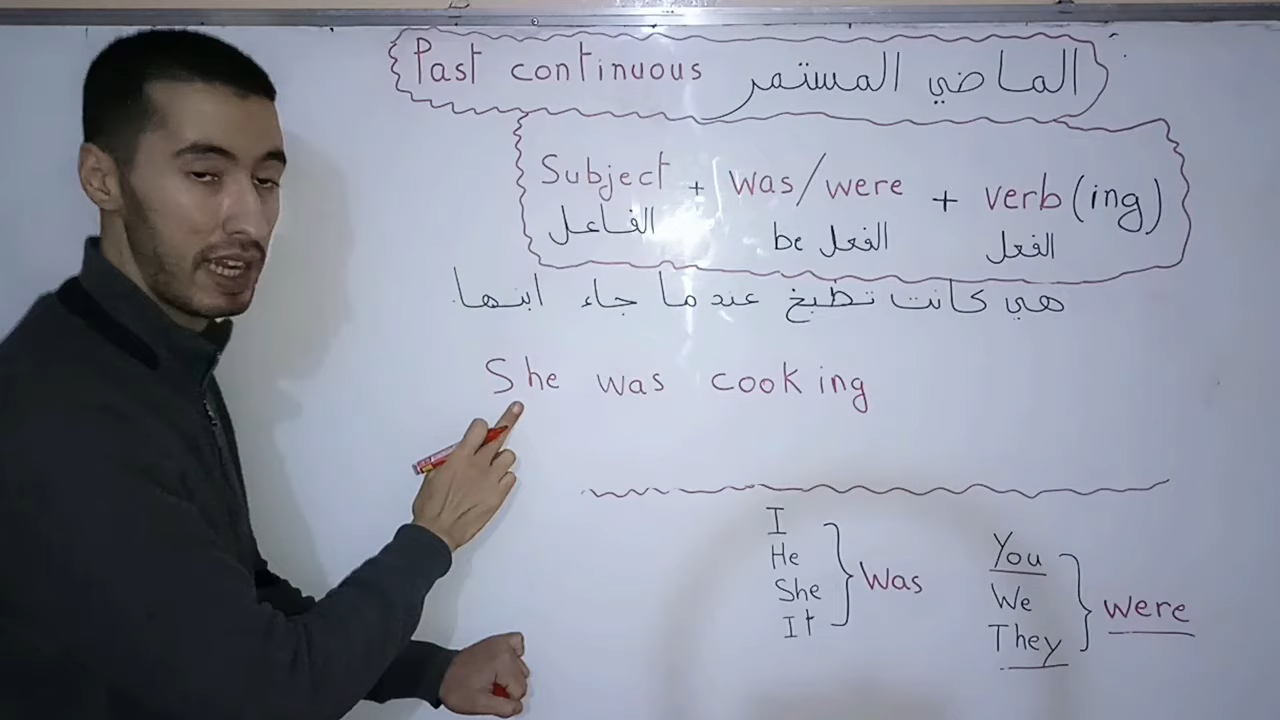 Past continuous الماضي المستمر
Subject + was/were + verb(ing)
الفاعل الفعل be الفعل
هي كانت تطبخ عندما جاء ابنها.
She was cooking
I
He
She
It
Was
You
We
They
were